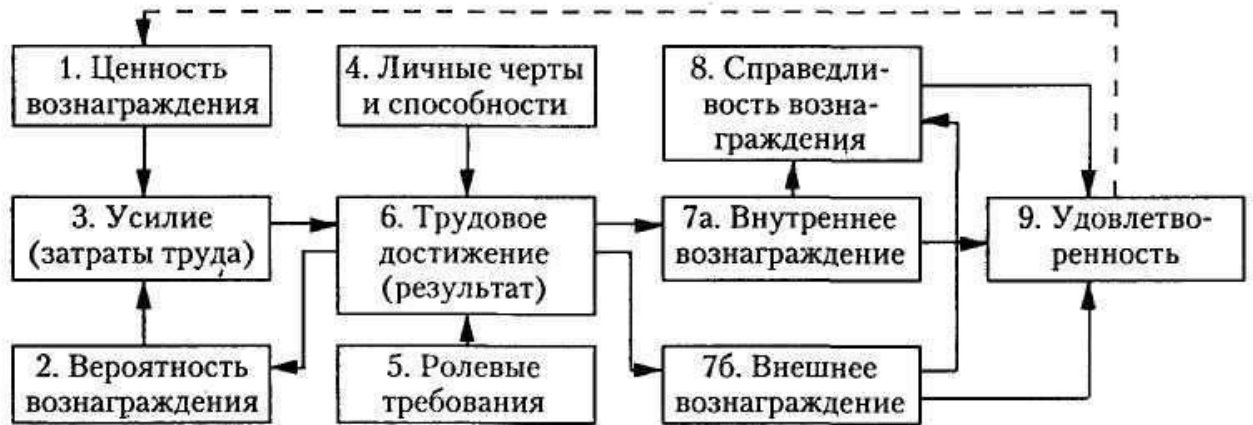 1. Ценность
вознаграждения
4. Личные черты
и способности
8. Справедли-
вость возна-
граждения
3. Усилие
(затраты труда)
6. Трудовое
достижение
(результат)
7а. Внутреннее
вознаграждение
9. Удовлетво-
ренность
2. Вероятность
вознаграждения
5. Ролевые
требования
7б. Внешнее
вознаграждение